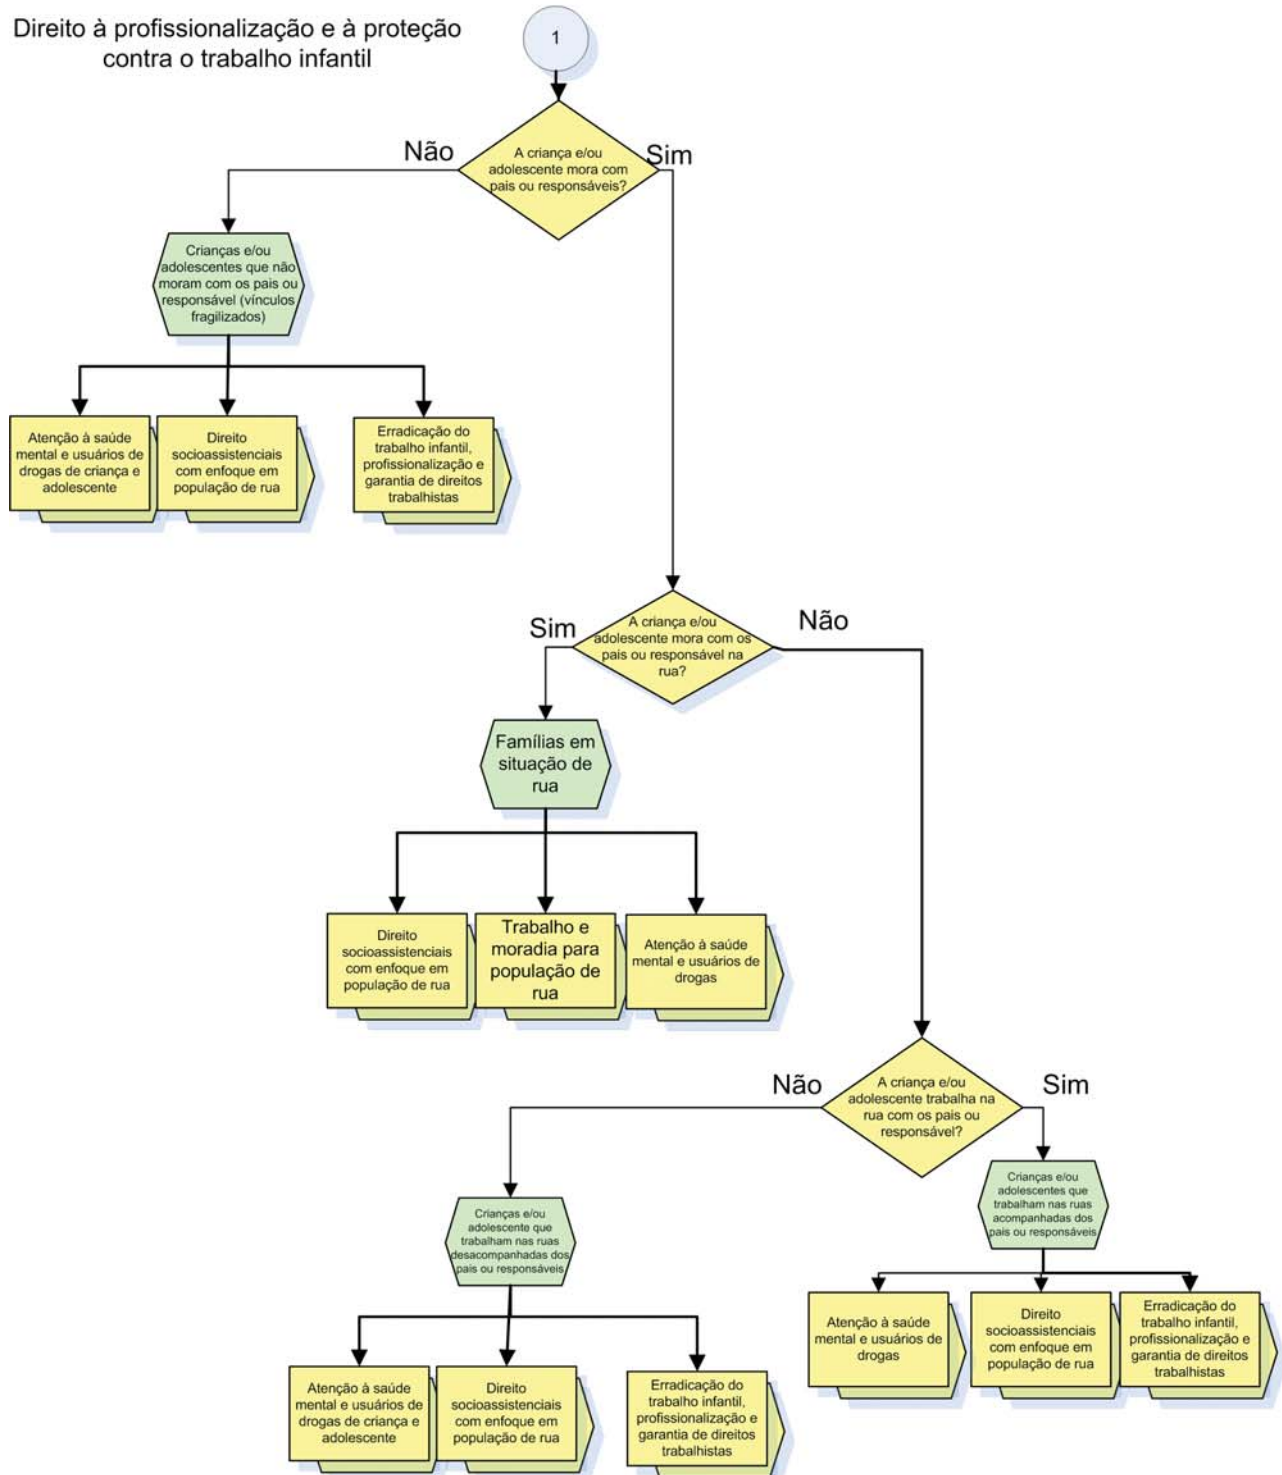 Direito à profissionalização e à proteção
contra o trabalho infantil
1
Não
Sim
A criança e/ou
adolescente mora com
pais ou responsáveis?
Crianças e/ou
adolescentes que não
moram com os pais ou
responsável (vínculos
fragilizados)
Atenção à saúde
mental e usuários de
drogas de criança e
adolescente
Direito
socioassistenciais
com enfoque em
população de rua
Erradicação do
trabalho infantil,
profissionalização e
garantia de direitos
trabalhistas
Sim
Não
A criança e/ou
adolescente mora com os
pais ou responsável na
rua?
Famílias em
situação de
rua
Direito
socioassistenciais
com enfoque em
população de rua
Trabalho e
moradia para
população de
rua
Atenção à saúde
mental e usuários de
drogas
Não
Sim
A criança e/ou
adolescente trabalha na
rua com os pais ou
responsável?
Crianças e/ou
adolescente que
trabalham nas ruas
desacompanhadas dos
pais ou responsáveis
Crianças e/ou
adolescentes que
trabalham nas ruas
acompanhadas dos
pais ou responsáveis
Atenção à saúde
mental e usuários de
drogas
Direito
socioassistenciais
com enfoque em
população de rua
Erradicação do
trabalho infantil,
profissionalização e
garantia de direitos
trabalhistas
Atenção à saúde
mental e usuários de
drogas de criança e
adolescente
Direito
socioassistenciais
com enfoque em
população de rua
Erradicação do
trabalho infantil,
profissionalização e
garantia de direitos
trabalhistas